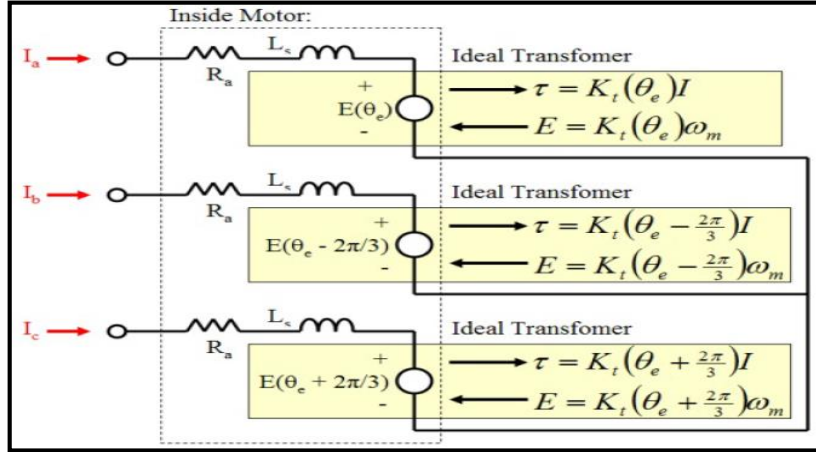 Inside Motor:
Iₐ
Rₐ
Lₛ
Ideal Transfomer
+
E(θₑ)
-
τ = Kₜ(θₑ)I
E = Kₜ(θₑ)ωₘ
I_b
Rₐ
Lₛ
Ideal Transfomer
+
E(θₑ - 2π/3)
-
τ = Kₜ(θₑ - 2π/3)I
E = Kₜ(θₑ - 2π/3)ωₘ
I_c
Rₐ
Lₛ
Ideal Transfomer
+
E(θₑ + 2π/3)
-
τ = Kₜ(θₑ + 2π/3)I
E = Kₜ(θₑ + 2π/3)ωₘ